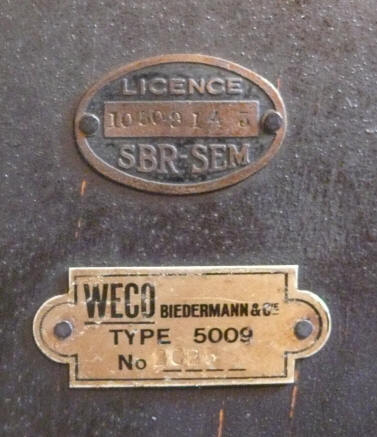 LICENCE
SBR-SEM
WECO BIEDERMANN & Cie
TYPE 5009
No